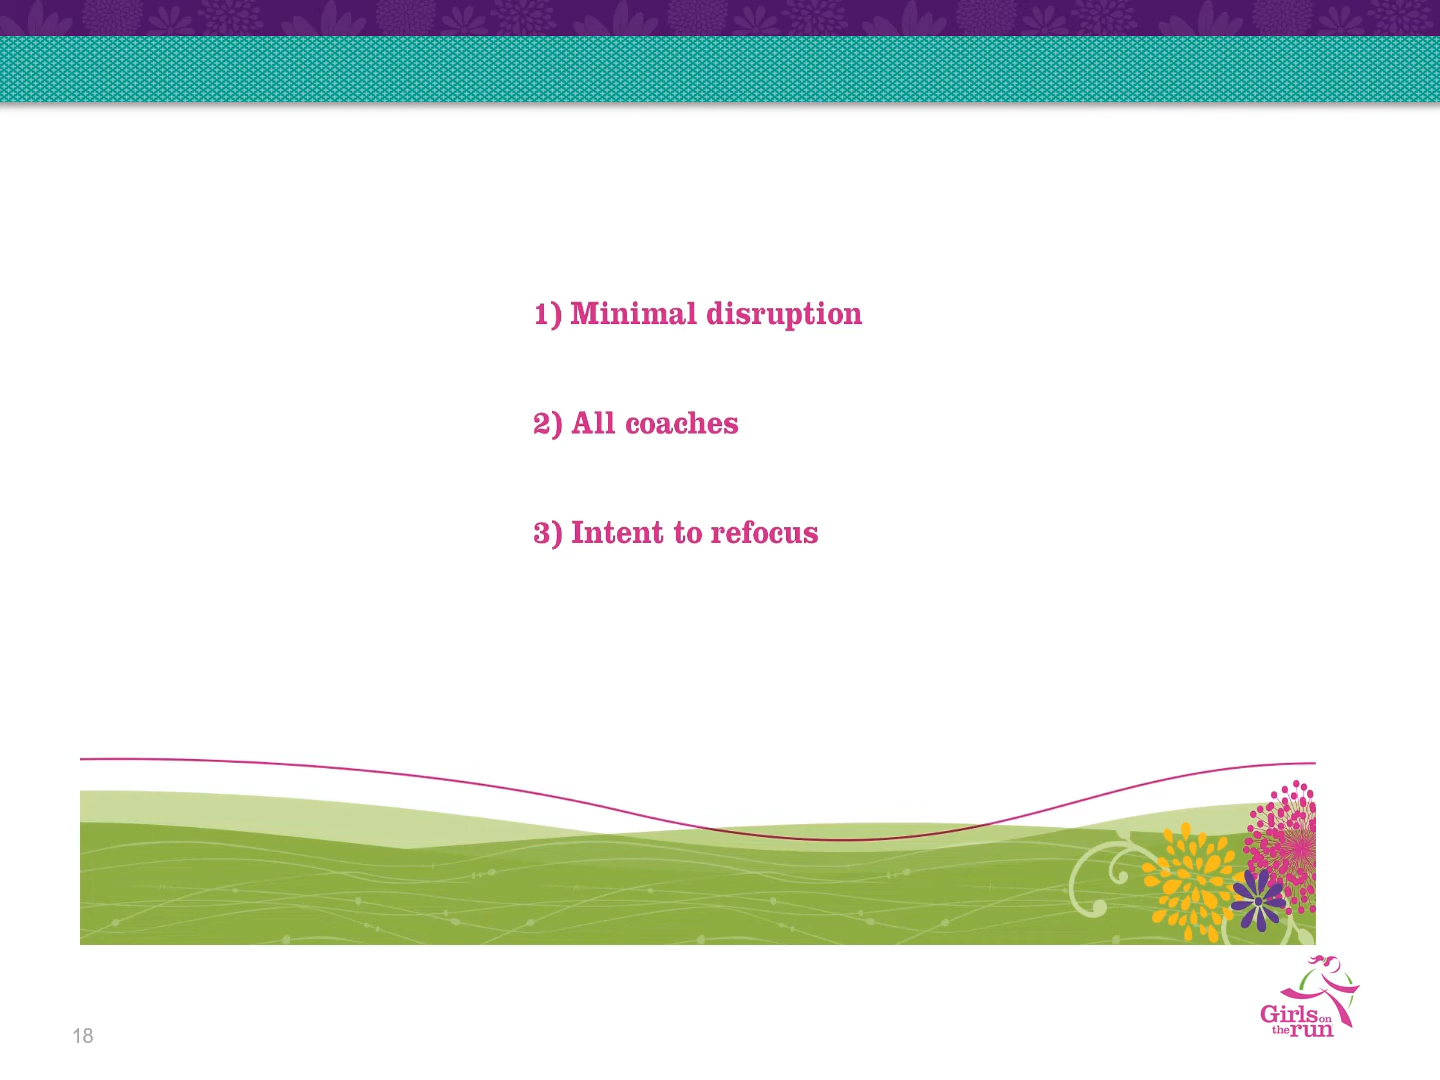 1) Minimal disruption
2) All coaches
3) Intent to refocus
18
Girls on
the run